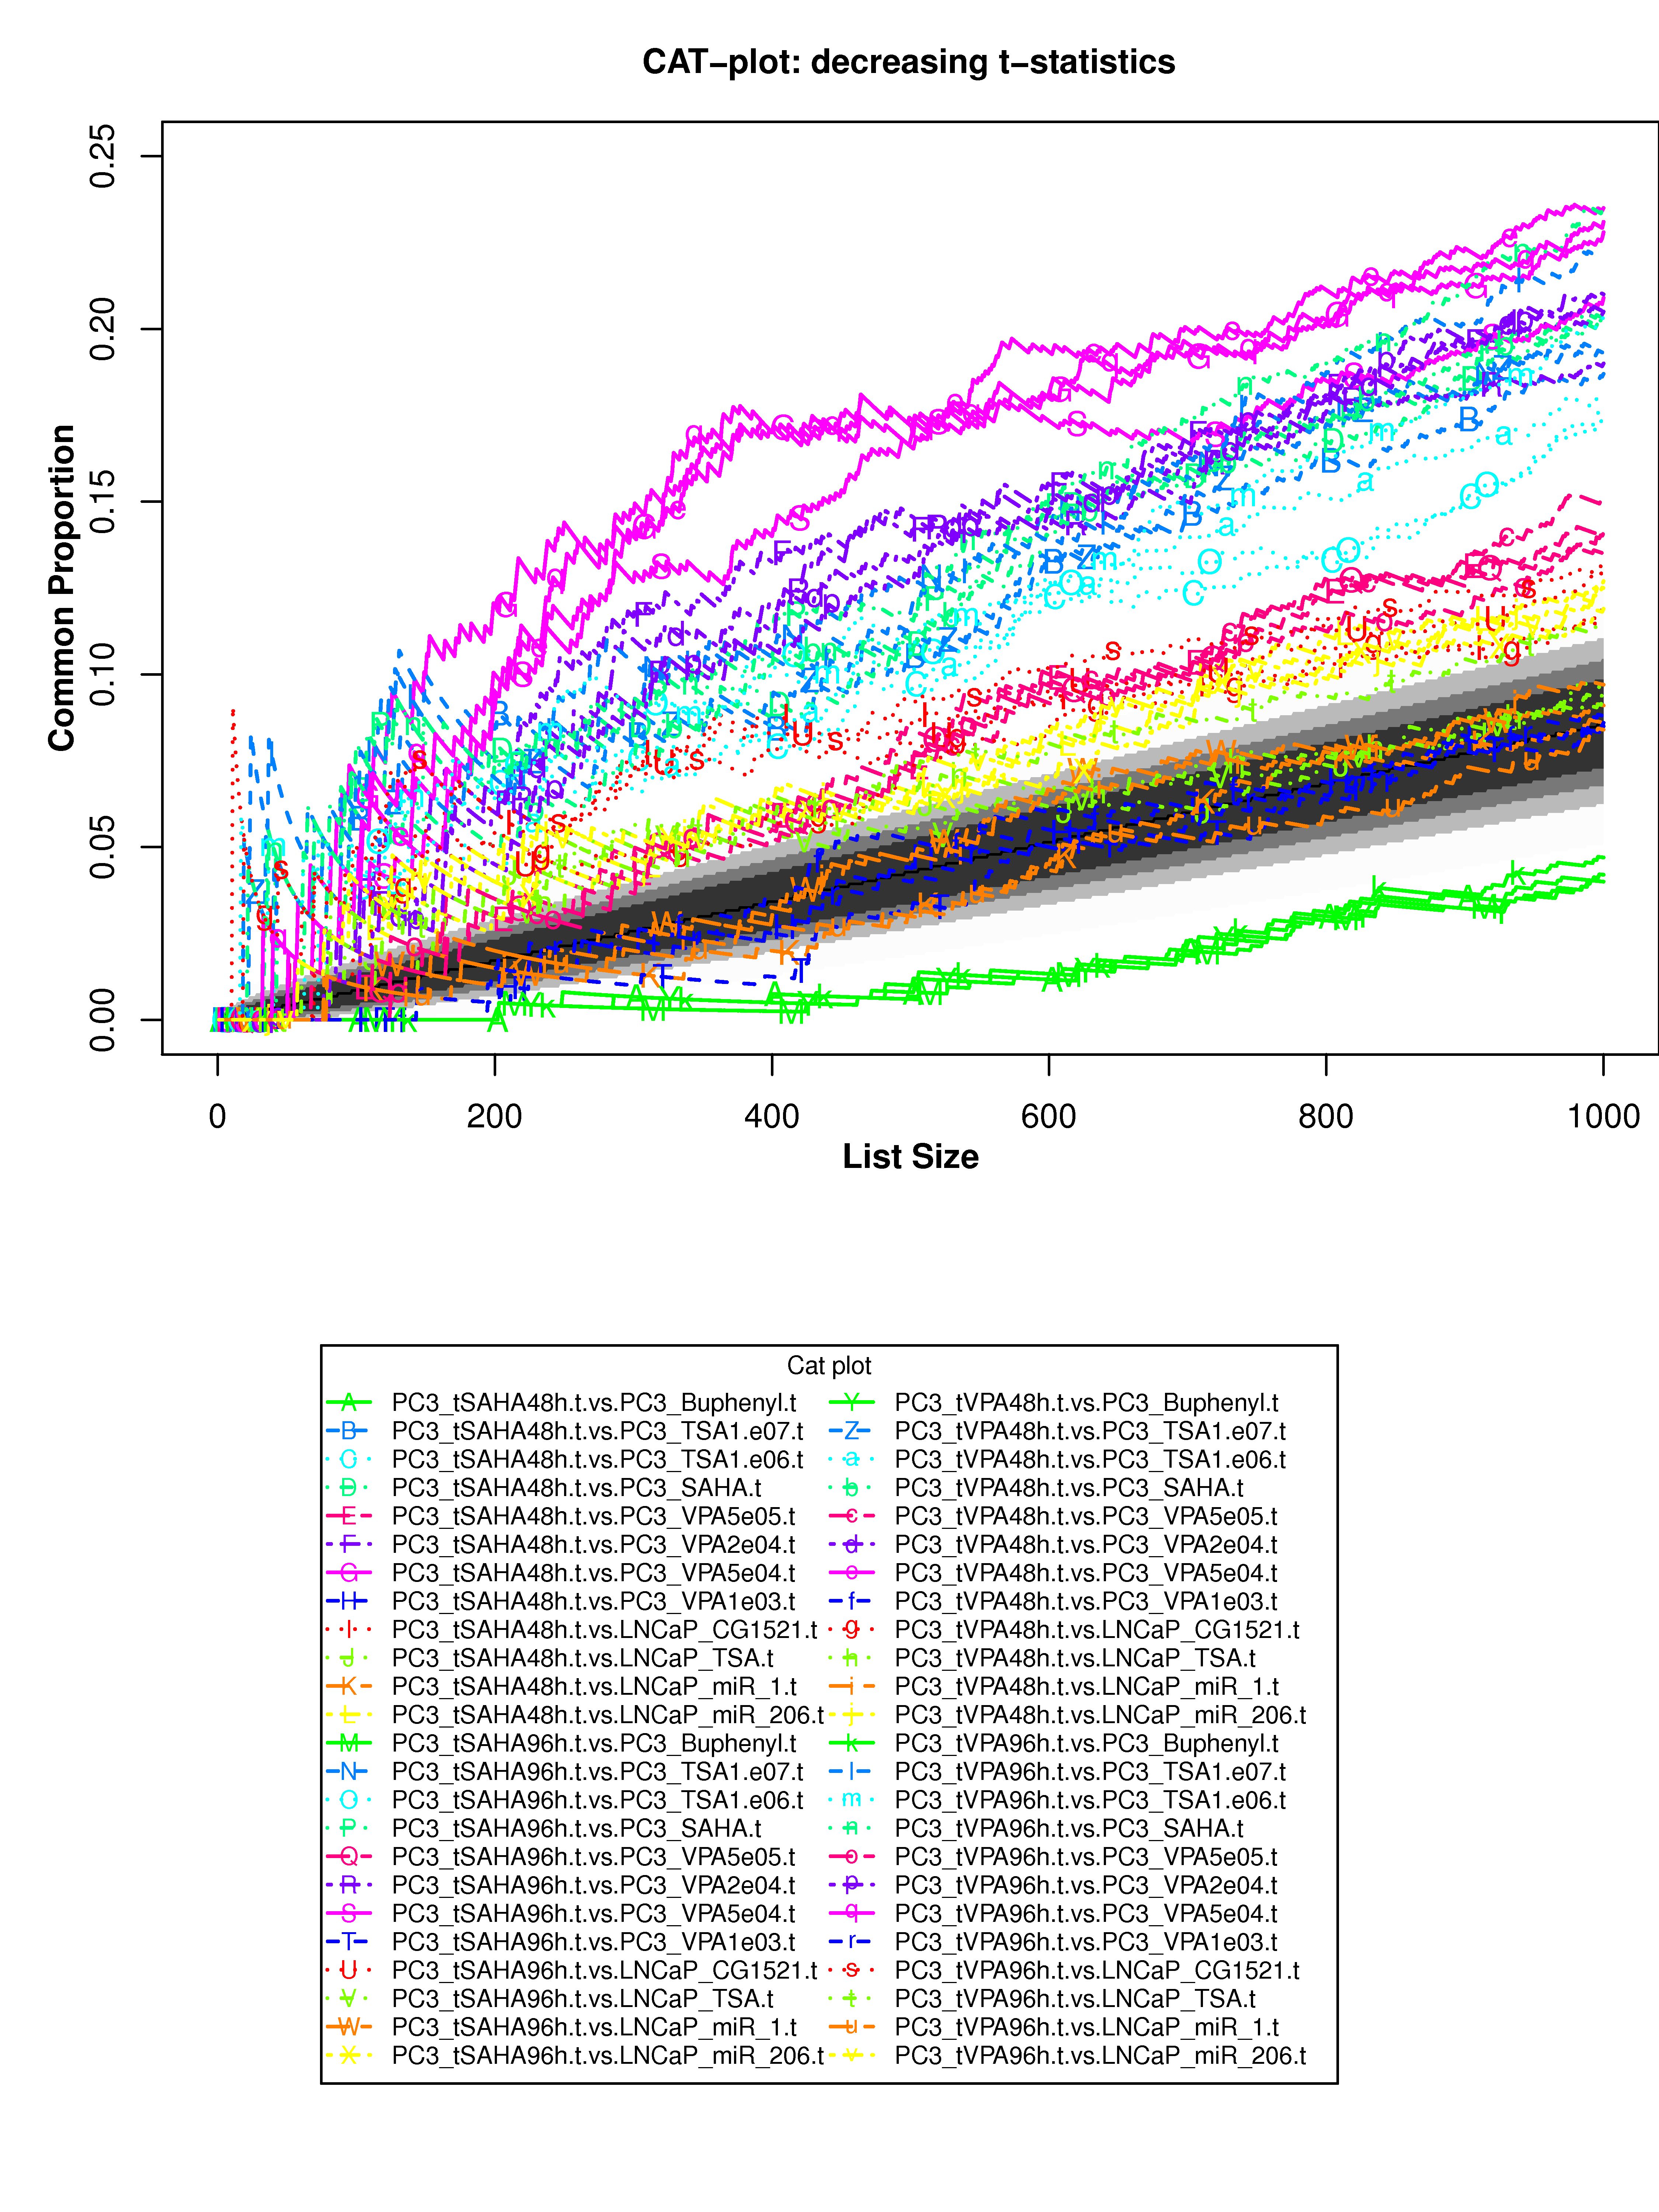 CAT−plot: decreasing t−statistics
Common Proportion
0.25
0.20
0.15
0.10
0.05
0.00
0 200 400 600 800 1000
List Size
Cat plot
A PC3_tSAHA48h.t.vs.PC3_Buphenyl.t Y PC3_tVPA48h.t.vs.PC3_Buphenyl.t
B PC3_tSAHA48h.t.vs.PC3_TSA1.e07.t Z PC3_tVPA48h.t.vs.PC3_TSA1.e07.t
C PC3_tSAHA48h.t.vs.PC3_TSA1.e06.t a PC3_tVPA48h.t.vs.PC3_TSA1.e06.t
D PC3_tSAHA48h.t.vs.PC3_SAHA.t b PC3_tVPA48h.t.vs.PC3_SAHA.t
E PC3_tSAHA48h.t.vs.PC3_VPA5e05.t c PC3_tVPA48h.t.vs.PC3_VPA5e05.t
F PC3_tSAHA48h.t.vs.PC3_VPA2e04.t d PC3_tVPA48h.t.vs.PC3_VPA2e04.t
G PC3_tSAHA48h.t.vs.PC3_VPA5e04.t e PC3_tVPA48h.t.vs.PC3_VPA5e04.t
H PC3_tSAHA48h.t.vs.PC3_VPA1e03.t f PC3_tVPA48h.t.vs.PC3_VPA1e03.t
I PC3_tSAHA48h.t.vs.LNCaP_CG1521.t g PC3_tVPA48h.t.vs.LNCaP_CG1521.t
J PC3_tSAHA48h.t.vs.LNCaP_TSA.t h PC3_tVPA48h.t.vs.LNCaP_TSA.t
K PC3_tSAHA48h.t.vs.LNCaP_miR_1.t i PC3_tVPA48h.t.vs.LNCaP_miR_1.t
L PC3_tSAHA48h.t.vs.LNCaP_miR_206.t j PC3_tVPA48h.t.vs.LNCaP_miR_206.t
M PC3_tSAHA96h.t.vs.PC3_Buphenyl.t k PC3_tVPA96h.t.vs.PC3_Buphenyl.t
N PC3_tSAHA96h.t.vs.PC3_TSA1.e07.t l PC3_tVPA96h.t.vs.PC3_TSA1.e07.t
O PC3_tSAHA96h.t.vs.PC3_TSA1.e06.t m PC3_tVPA96h.t.vs.PC3_TSA1.e06.t
P PC3_tSAHA96h.t.vs.PC3_SAHA.t n PC3_tVPA96h.t.vs.PC3_SAHA.t
Q PC3_tSAHA96h.t.vs.PC3_VPA5e05.t o PC3_tVPA96h.t.vs.PC3_VPA5e05.t
R PC3_tSAHA96h.t.vs.PC3_VPA2e04.t p PC3_tVPA96h.t.vs.PC3_VPA2e04.t
S PC3_tSAHA96h.t.vs.PC3_VPA5e04.t q PC3_tVPA96h.t.vs.PC3_VPA5e04.t
T PC3_tSAHA96h.t.vs.PC3_VPA1e03.t r PC3_tVPA96h.t.vs.PC3_VPA1e03.t
U PC3_tSAHA96h.t.vs.LNCaP_CG1521.t s PC3_tVPA96h.t.vs.LNCaP_CG1521.t
V PC3_tSAHA96h.t.vs.LNCaP_TSA.t t PC3_tVPA96h.t.vs.LNCaP_TSA.t
W PC3_tSAHA96h.t.vs.LNCaP_miR_1.t u PC3_tVPA96h.t.vs.LNCaP_miR_1.t
X PC3_tSAHA96h.t.vs.LNCaP_miR_206.t v PC3_tVPA96h.t.vs.LNCaP_miR_206.t